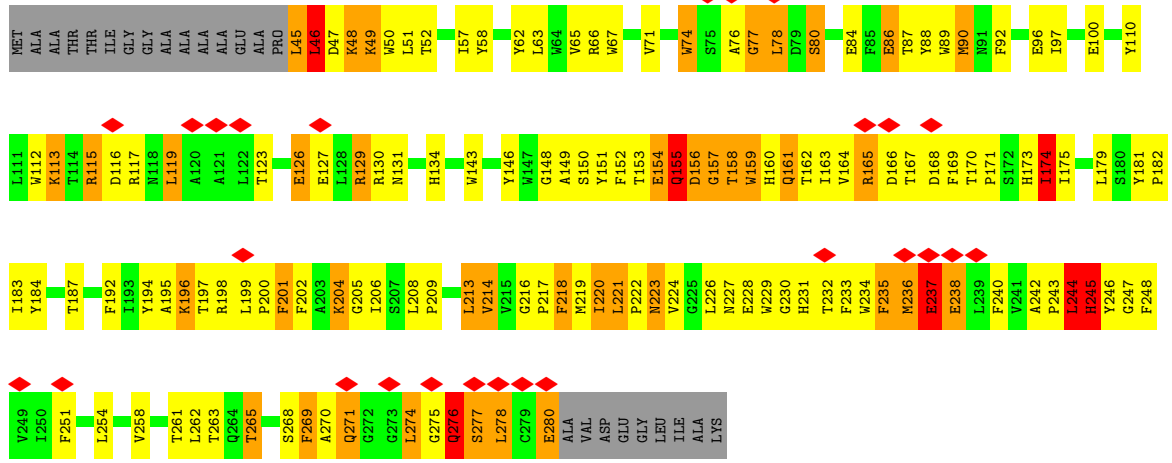 MET ALA ALA THR THR ILE GLY GLY ALA ALA ALA ALA GLU ALA PRO L45 L46 D47 K48 K49 W50 L51 T52 I57 Y58 Y62 L63 W64 V65 R66 W67 V71 W74 S75 A76 G77 L78 D79 S80 E84 F85 E86 T87 Y88 W89 M90 N91 F92 E96 I97 E100 Y110
L111 W112 K113 T114 R115 D116 R117 N118 L119 A120 A121 L122 T123 E126 E127 L128 R129 R130 N131 H134 W143 Y146 W147 G148 A149 S150 Y151 F152 T153 E154 Q155 D156 G157 T158 W159 H160 Q161 T162 I163 V164 R165 D166 T167 D168 F169 T170 P171 S172 H173 I174 I175 L179 S180 Y181 P182
I183 Y184 T187 F192 I193 Y194 A195 K196 T197 R198 L199 P200 F201 F202 A203 K204 G205 I206 S207 L208 P209 L213 V214 V215 G216 P217 F218 M219 I220 L221 P222 N223 V224 G225 L226 N227 E228 W229 G230 H231 T232 F233 W234 F235 M236 E237 E238 L239 F240 V241 A242 P243 L244 H245 Y246 G247 F248
V249 I250 F251 L254 V258 T261 L262 T263 Q264 T265 S268 F269 A270 Q271 G272 G273 L274 G275 Q276 S277 L278 C279 E280 ALA VAL ASP GLU GLY LEU ILE ALA LYS